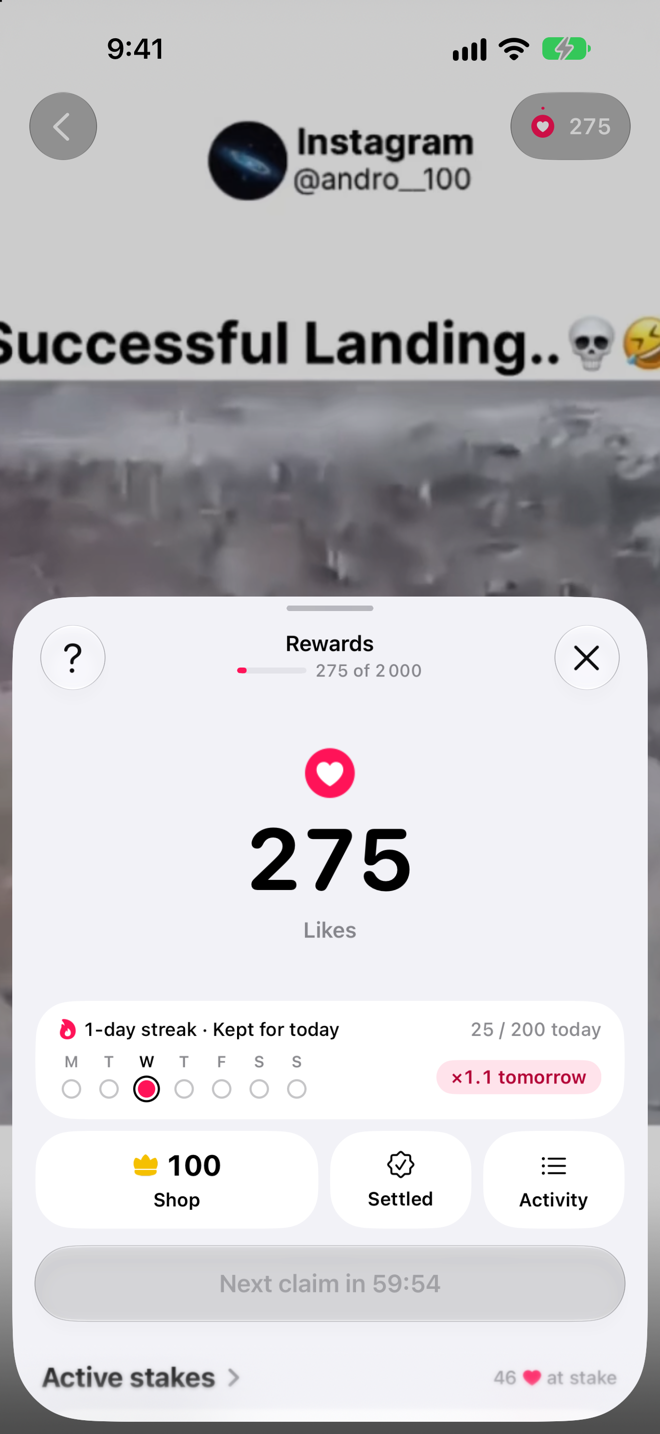 9:41
275
Instagram
@andro__100
Successful Landing..💀🤣
?
Rewards
275 of 2 000
275
Likes
1-day streak · Kept for today
25 / 200 today
M T W T F S S
×1.1 tomorrow
100
Shop
Settled
Activity
Next claim in 59:54
Active stakes
46 ❤️ at stake